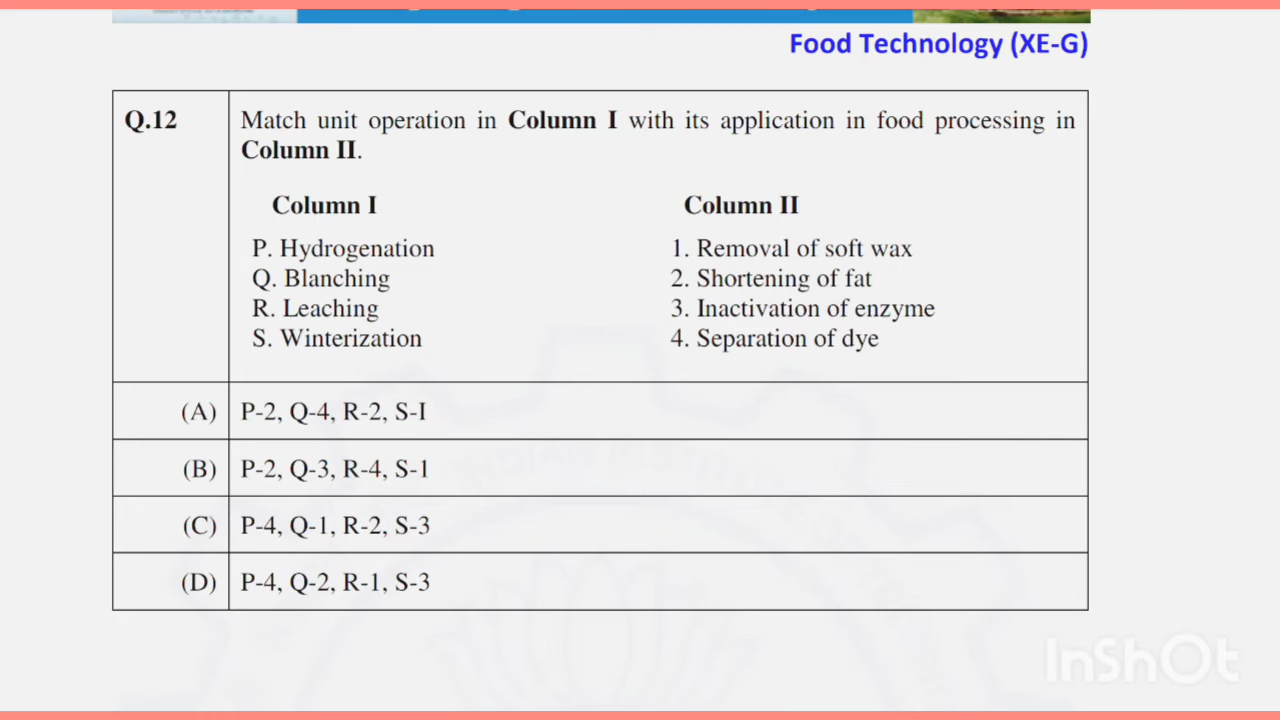 Food Technology (XE-G)
Q.12 Match unit operation in Column I with its application in food processing in
Column II.
Column I Column II
P. Hydrogenation 1. Removal of soft wax
Q. Blanching 2. Shortening of fat
R. Leaching 3. Inactivation of enzyme
S. Winterization 4. Separation of dye
(A) P-2, Q-4, R-2, S-I
(B) P-2, Q-3, R-4, S-1
(C) P-4, Q-1, R-2, S-3
(D) P-4, Q-2, R-1, S-3
InShOt